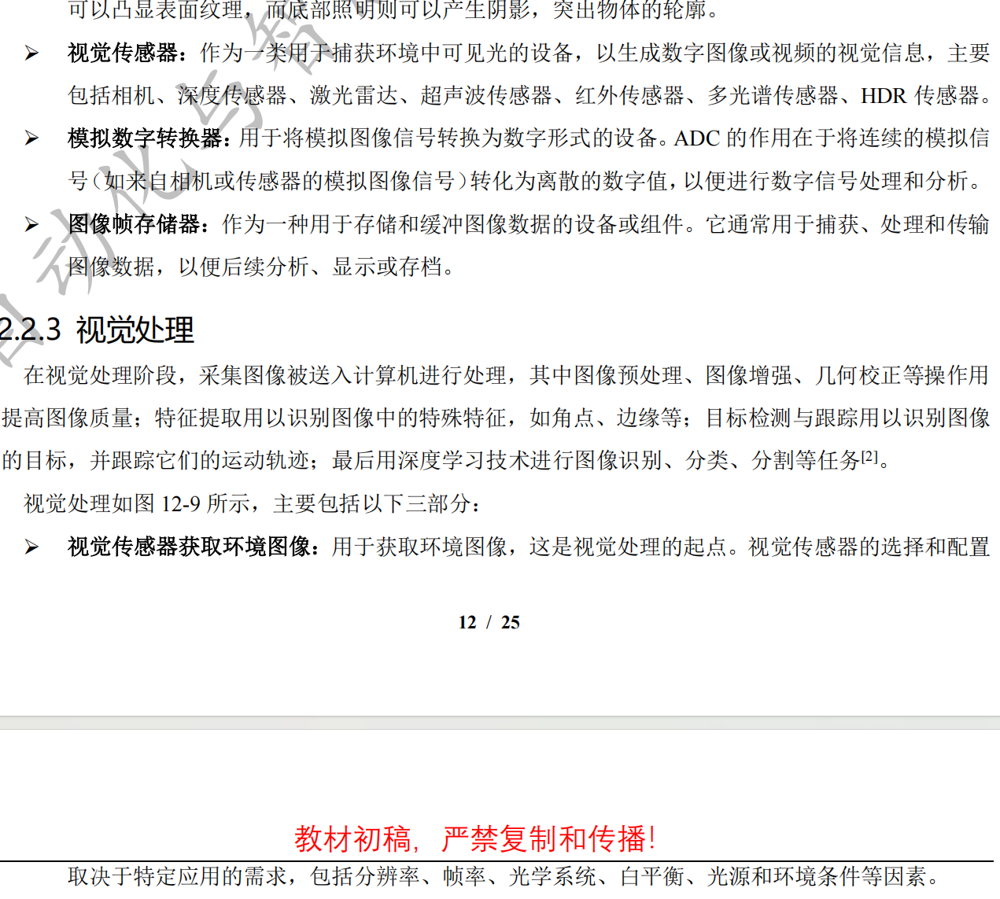 可以凸显表面纹理，而底部照明则可以产生阴影，突出物体的轮廓。
➢ 视觉传感器：作为一类用于捕获环境中可见光的设备，以生成数字图像或视频的视觉信息，主要
包括相机、深度传感器、激光雷达、超声波传感器、红外传感器、多光谱传感器、HDR 传感器。
➢ 模拟数字转换器：用于将模拟图像信号转换为数字形式的设备。ADC 的作用在于将连续的模拟信
号（如来自相机或传感器的模拟图像信号）转化为离散的数字值，以便进行数字信号处理和分析。
➢ 图像帧存储器：作为一种用于存储和缓冲图像数据的设备或组件。它通常用于捕获、处理和传输
图像数据，以便后续分析、显示或存档。
自动化与智
2.2.3 视觉处理
在视觉处理阶段，采集图像被送入计算机进行处理，其中图像预处理、图像增强、几何校正等操作用
提高图像质量；特征提取用以识别图像中的特殊特征，如角点、边缘等；目标检测与跟踪用以识别图像
的目标，并跟踪它们的运动轨迹；最后用深度学习技术进行图像识别、分类、分割等任务[2]。
视觉处理如图 12-9 所示，主要包括以下三部分：
➢ 视觉传感器获取环境图像：用于获取环境图像，这是视觉处理的起点。视觉传感器的选择和配置
12 / 25
教材初稿，严禁复制和传播！
取决于特定应用的需求，包括分辨率、帧率、光学系统、白平衡、光源和环境条件等因素。